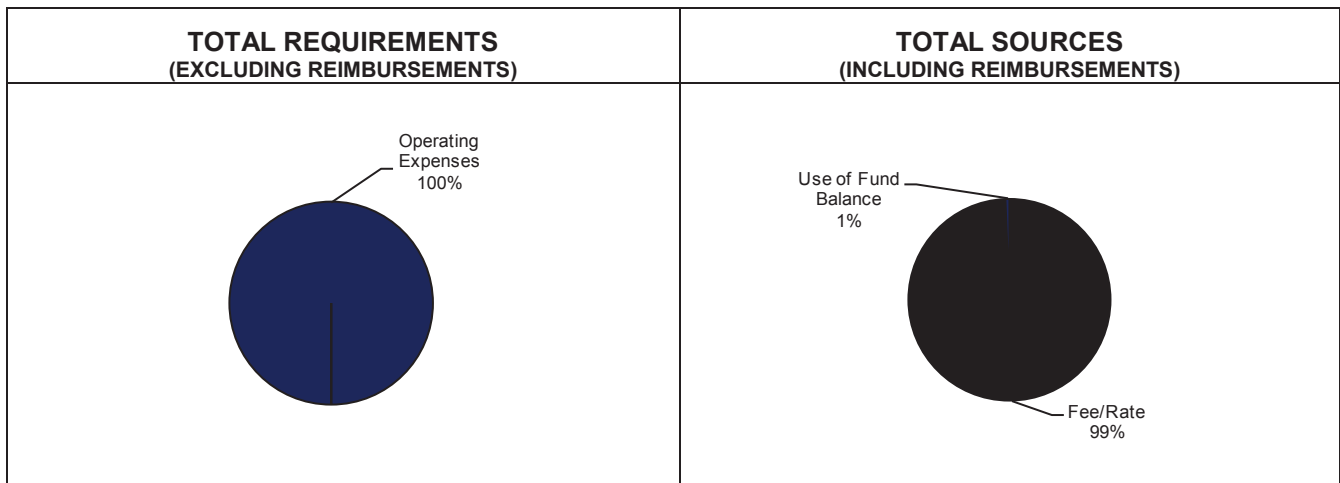 TOTAL REQUIREMENTS
(EXCLUDING REIMBURSEMENTS)
Operating
Expenses
100%
TOTAL SOURCES
(INCLUDING REIMBURSEMENTS)
Use of Fund
Balance
1%
Fee/Rate
99%